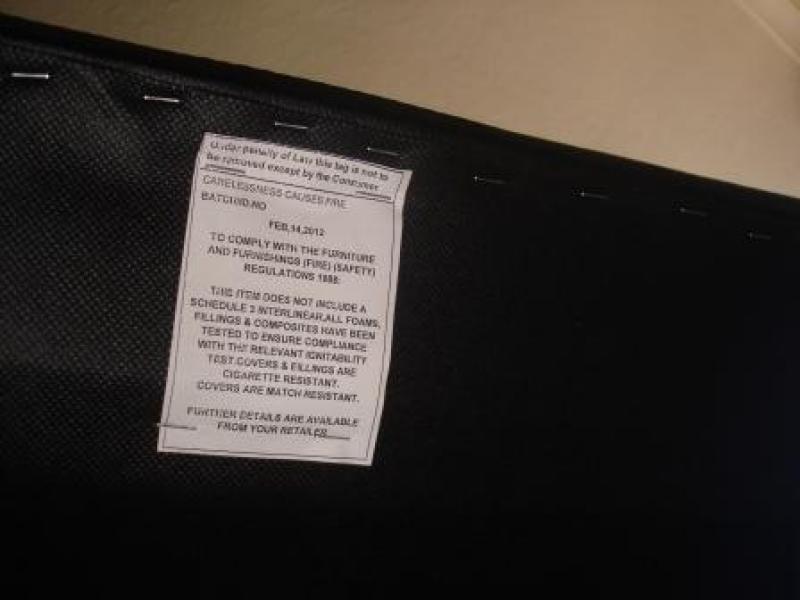 Under penalty of Law this tag is not to
be removed except by the Consumer
CARELESSNESS CAUSES FIRE
BATCH/ID.NO
FEB,14,2012
TO COMPLY WITH THE FURNITURE
AND FURNISHINGS (FIRE) (SAFETY)
REGULATIONS 1988:
THIS ITEM DOES NOT INCLUDE A
SCHEDULE 3 INTERLINEAR.ALL FOAMS,
FILLINGS & COMPOSITES HAVE BEEN
TESTED TO ENSURE COMPLIANCE
WITH THE RELEVANT IGNITABILITY
TEST.COVERS & FILLINGS ARE
CIGARETTE RESISTANT.
COVERS ARE MATCH RESISTANT.
FURTHER DETAILS ARE AVAILABLE
FROM YOUR RETAILER